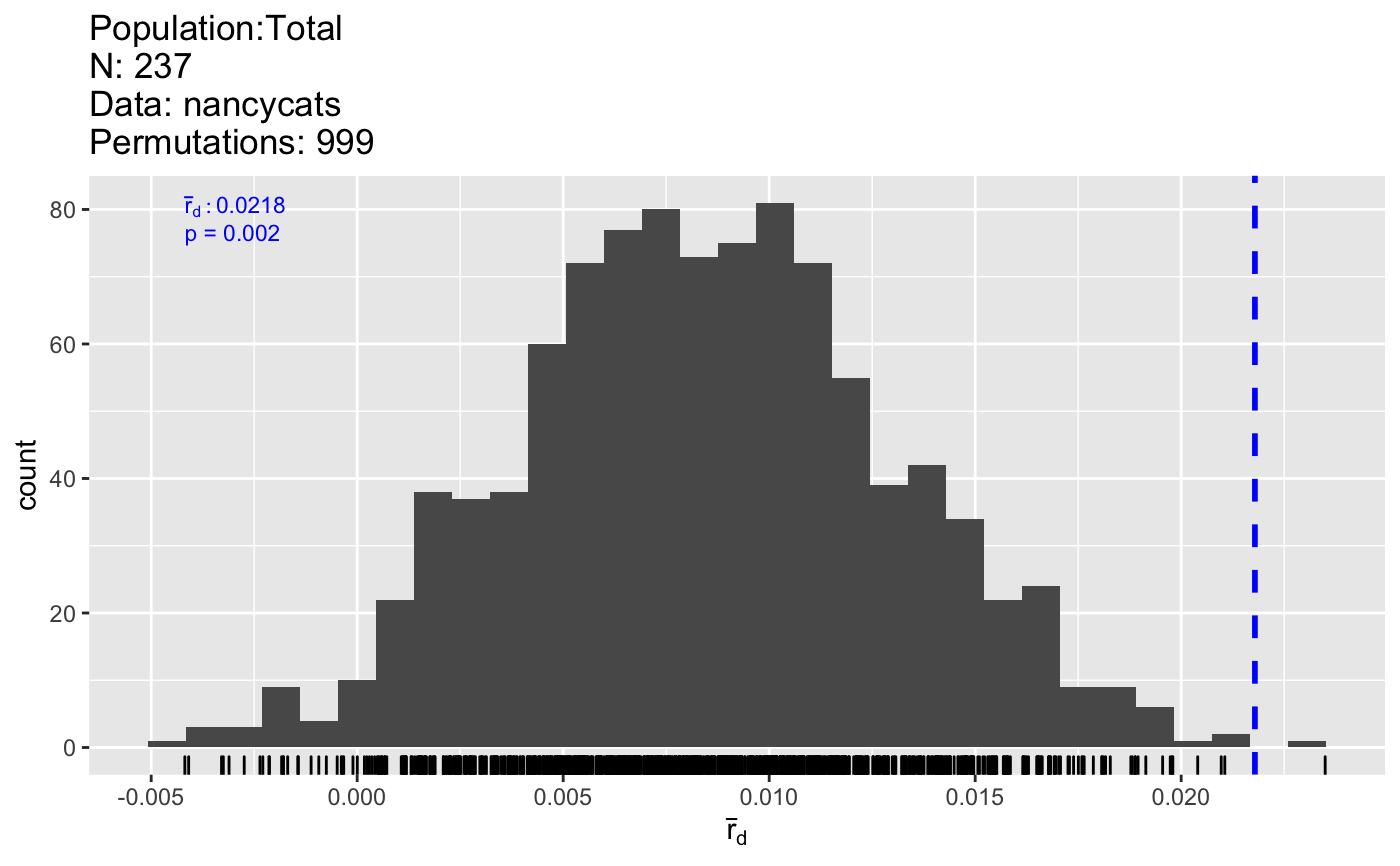 Population:Total
N: 237
Data: nancycats
Permutations: 999
r̄d : 0.0218
p = 0.002
80
60
40
20
0
count
-0.005 0.000 0.005 0.010 0.015 0.020
r̄d